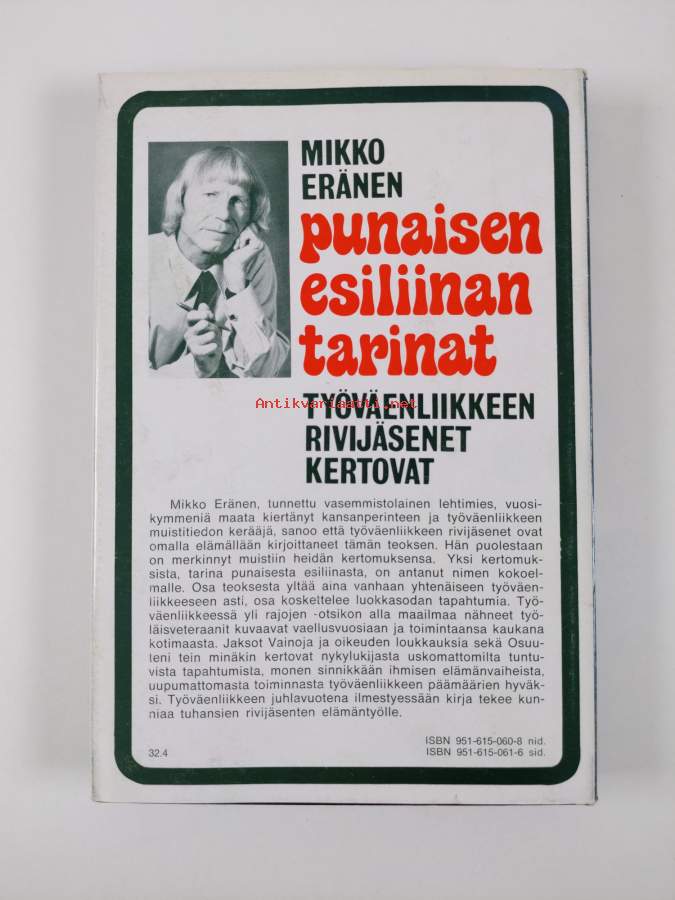 MIKKO
ERÄNEN
punaisen
esiliinan
tarinat
Antikvariaatti.net
TYÖVÄENLIIKKEEN
RIVIJÄSENET
KERTOVAT
Mikko Eränen, tunnettu vasemmistolainen lehtimies, vuosi-
kymmeniä maata kiertänyt kansanperinteen ja työväenliikkeen
muistitiedon kerääjä, sanoo että työväenliikkeen rivijäsenet ovat
omalla elämällään kirjoittaneet tämän teoksen. Hän puolestaan
on merkinnyt muistiin heidän kertomuksensa. Yksi kertomuk-
sista, tarina punaisesta esiliinasta, on antanut nimen kokoel-
malle. Osa teoksesta yltää aina vanhaan yhtenäiseen työväen-
liikkeeseen asti, osa koskettelee luokkasodan tapahtumia. Työ-
väenliikkeessä yli rajojen -otsikon alla maailmaa nähneet työ-
läisveteraanit kuvaavat vaellusvuosiaan ja toimintaansa kaukana
kotimaasta. Jaksot Vainoja ja oikeuden loukkauksia sekä Osuu-
teni tein minäkin kertovat nykylukijasta uskomattomilta tuntu-
vista tapahtumista, monen sinnikkään ihmisen elämänvaiheista,
uupumattomasta toiminnasta työväenliikkeen päämäärien hyväk-
si. Työväenliikkeen juhlavuotena ilmestyessään kirja tekee kun-
niaa tuhansien rivijäsenten elämäntyölle.
ISBN 951-615-060-8 nid.
32.4
ISBN 951-615-061-6 sid.